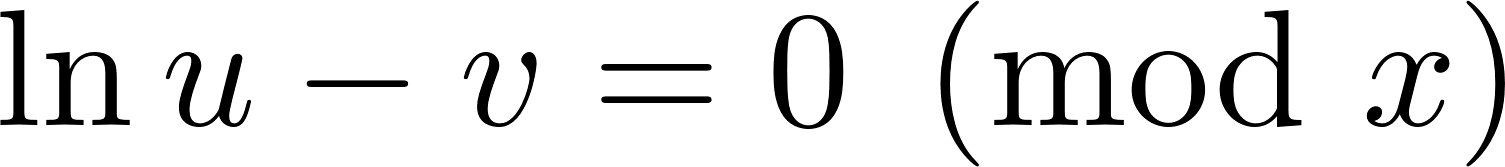 ln u − v = 0 (mod x)